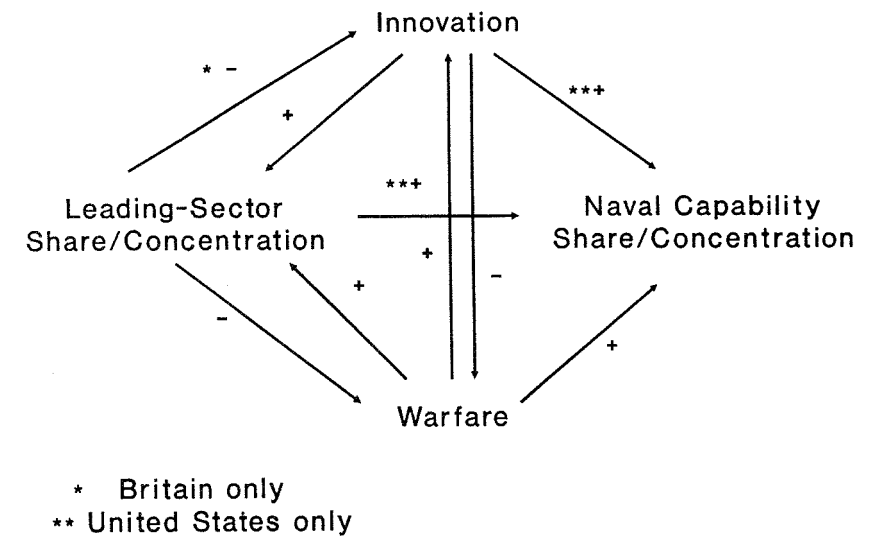 Innovation
* -
+
**+
**+
Leading-Sector
Share/Concentration
Naval Capability
Share/Concentration
+
+
-
-
+
Warfare
* Britain only
** United States only